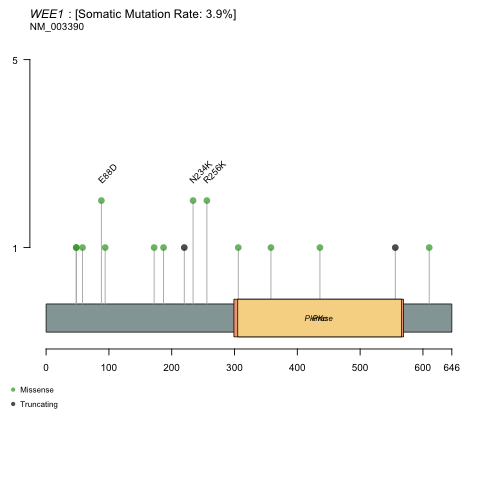 WEE1 : [Somatic Mutation Rate: 3.9%]
NM_003390
5
E88D
N234K
R256K
1
0
100
200
300
400
500
600
646
Missense
Truncating